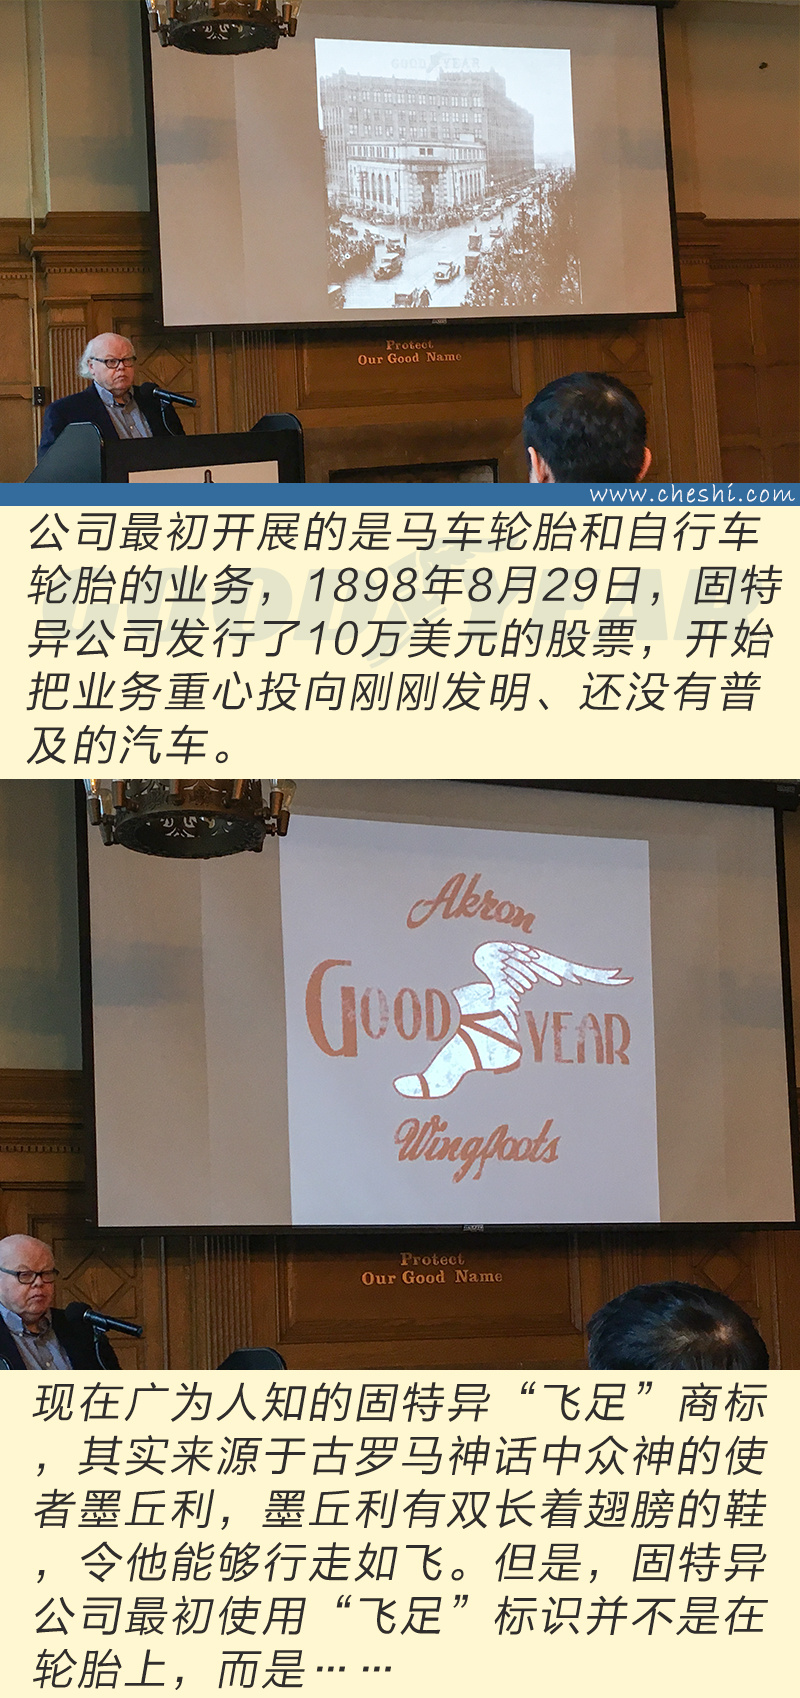 GOOD YEAR
Protect
Our Good Name
www.cheshi.com
公司最初开展的是马车轮胎和自行车
轮胎的业务，1898年8月29日，固特
异公司发行了10万美元的股票，开始
把业务重心投向刚刚发明、还没有普
及的汽车。
GOODYEAR
Akron
GOOD YEAR
Wingfoots
Protect
Our Good Name
现在广为人知的固特异“飞足”商标
，其实来源于古罗马神话中众神的使
者墨丘利，墨丘利有双长着翅膀的鞋
，令他能够行走如飞。但是，固特异
公司最初使用“飞足”标识并不是在
轮胎上，而是……